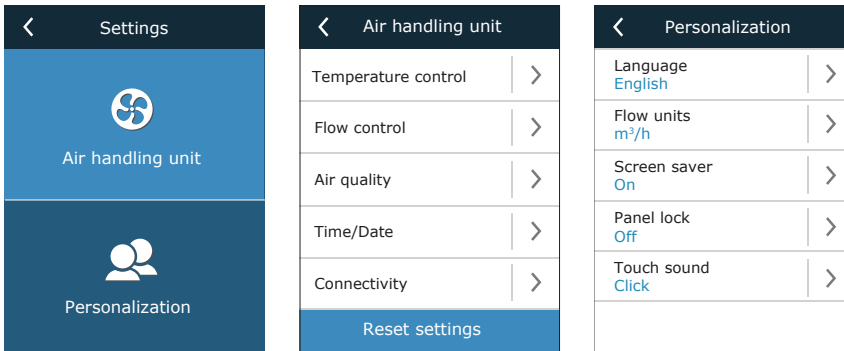 Settings
Air handling unit
Personalization
Air handling unit
Temperature control
Flow control
Air quality
Time/Date
Connectivity
Reset settings
Personalization
Language
English
Flow units
m³/h
Screen saver
On
Panel lock
Off
Touch sound
Click